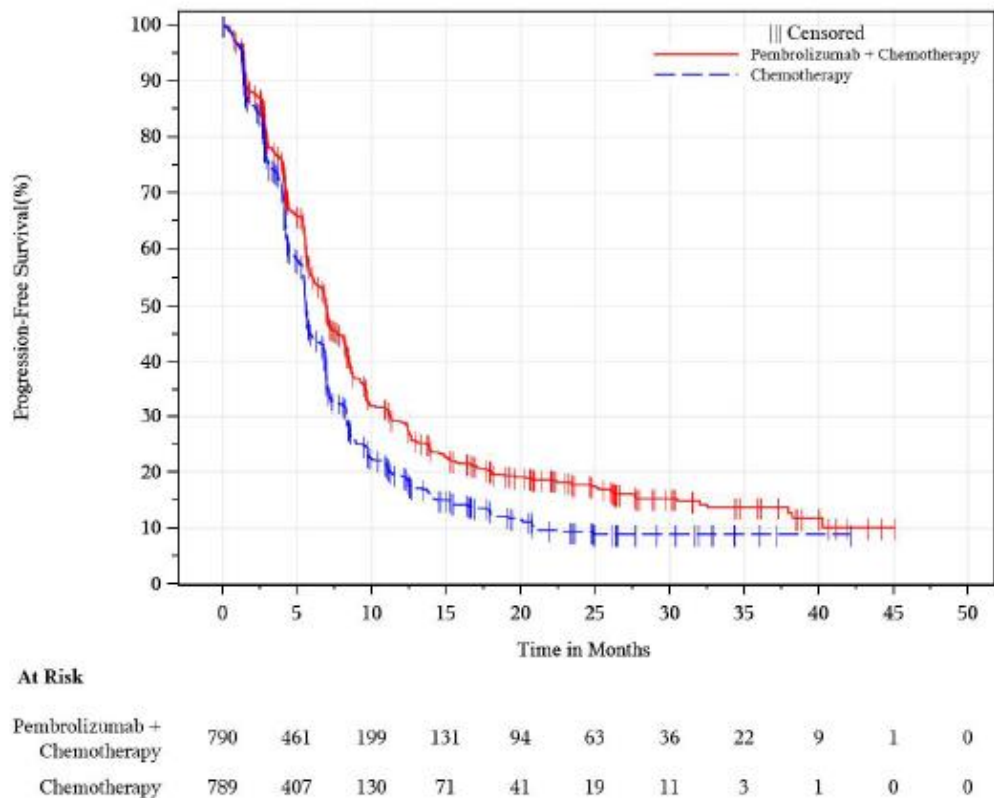 100
90
80
70
60
50
40
30
20
10
0
Progression-Free Survival(%)
||| Censored
Pembrolizumab + Chemotherapy
Chemotherapy
0 5 10 15 20 25 30 35 40 45 50
Time in Months
At Risk
Pembrolizumab +
Chemotherapy 790 461 199 131 94 63 36 22 9 1 0
Chemotherapy 789 407 130 71 41 19 11 3 1 0 0